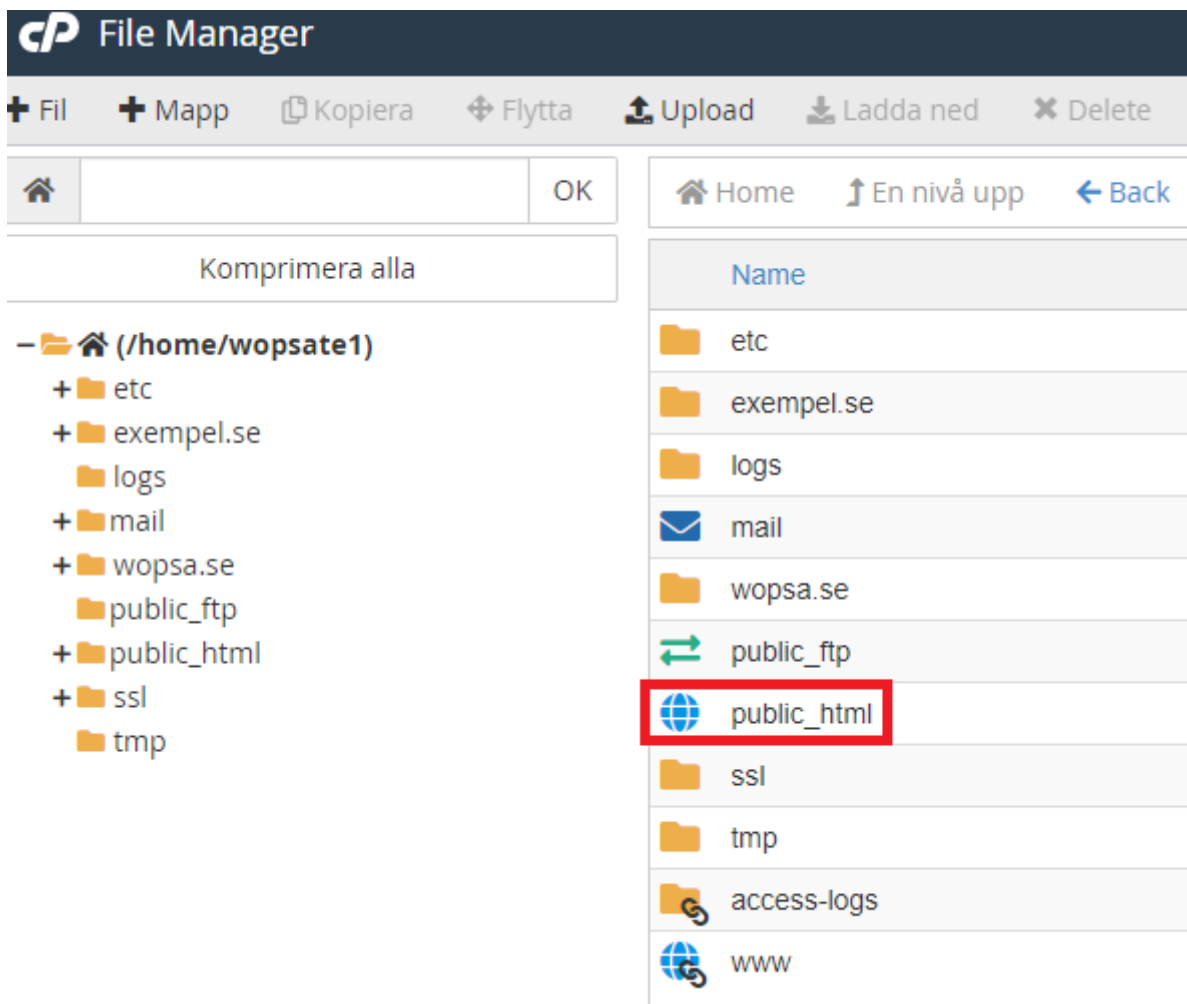 cP File Manager
Fil Mapp Kopiera Flytta Upload Ladda ned Delete
OK
Komprimera alla
(/home/wopsate1)
etc
exempel.se
logs
mail
wopsa.se
public_ftp
public_html
ssl
tmp
Home En nivå upp Back
Name
etc
exempel.se
logs
mail
wopsa.se
public_ftp
public_html
ssl
tmp
access-logs
www